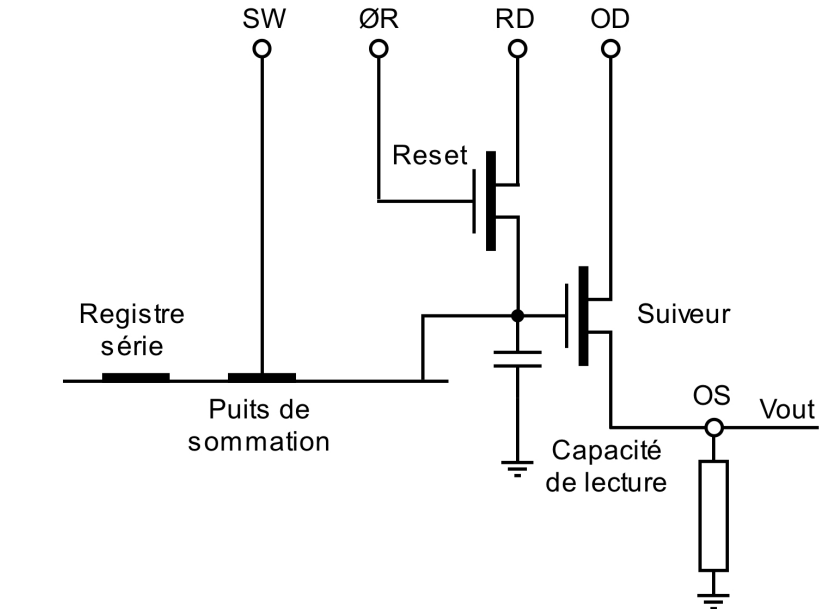 SW
ØR
RD
OD
Reset
Registre
série
Suiveur
Puits de
sommation
OS
Vout
Capacité
de lecture